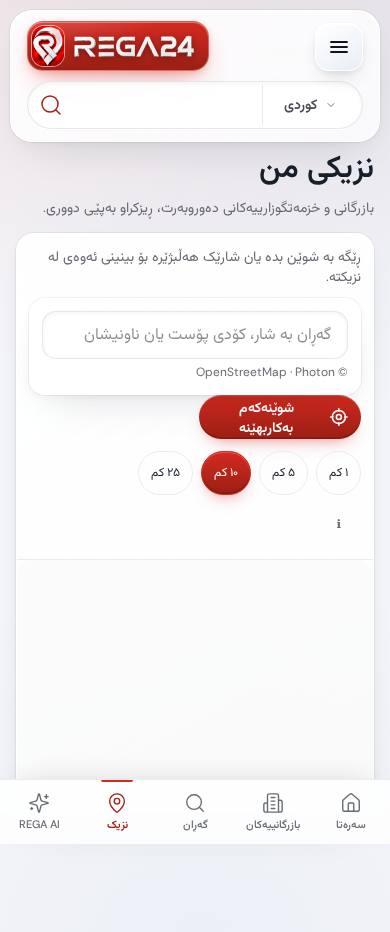 REGA24
کوردی
نزیکی من
بازرگانی و خزمەتگوزارییەکانی دەوروبەرت، ڕیزکراو بەپێی دووری.
ڕێگە بە شوێن بدە یان شارێک هەڵبژێرە بۆ بینینی ئەوەی لە
نزیکتە.
گەڕان بە شار، کۆدی پۆست یان ناونیشان
© OpenStreetMap · Photon
شوێنەکەم
بەکاربهێنە
١ کم
٥ کم
١٠ کم
٢٥ کم
i
سەرەتا
بازرگانییەکان
گەڕان
نزیک
REGA AI